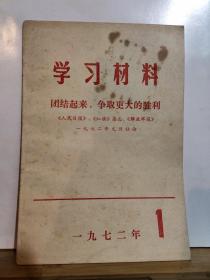 学习材料
团结起来，争取更大的胜利
《人民日报》、《红旗》杂志、《解放军报》
一九七二年元旦社论
一九七二年
1